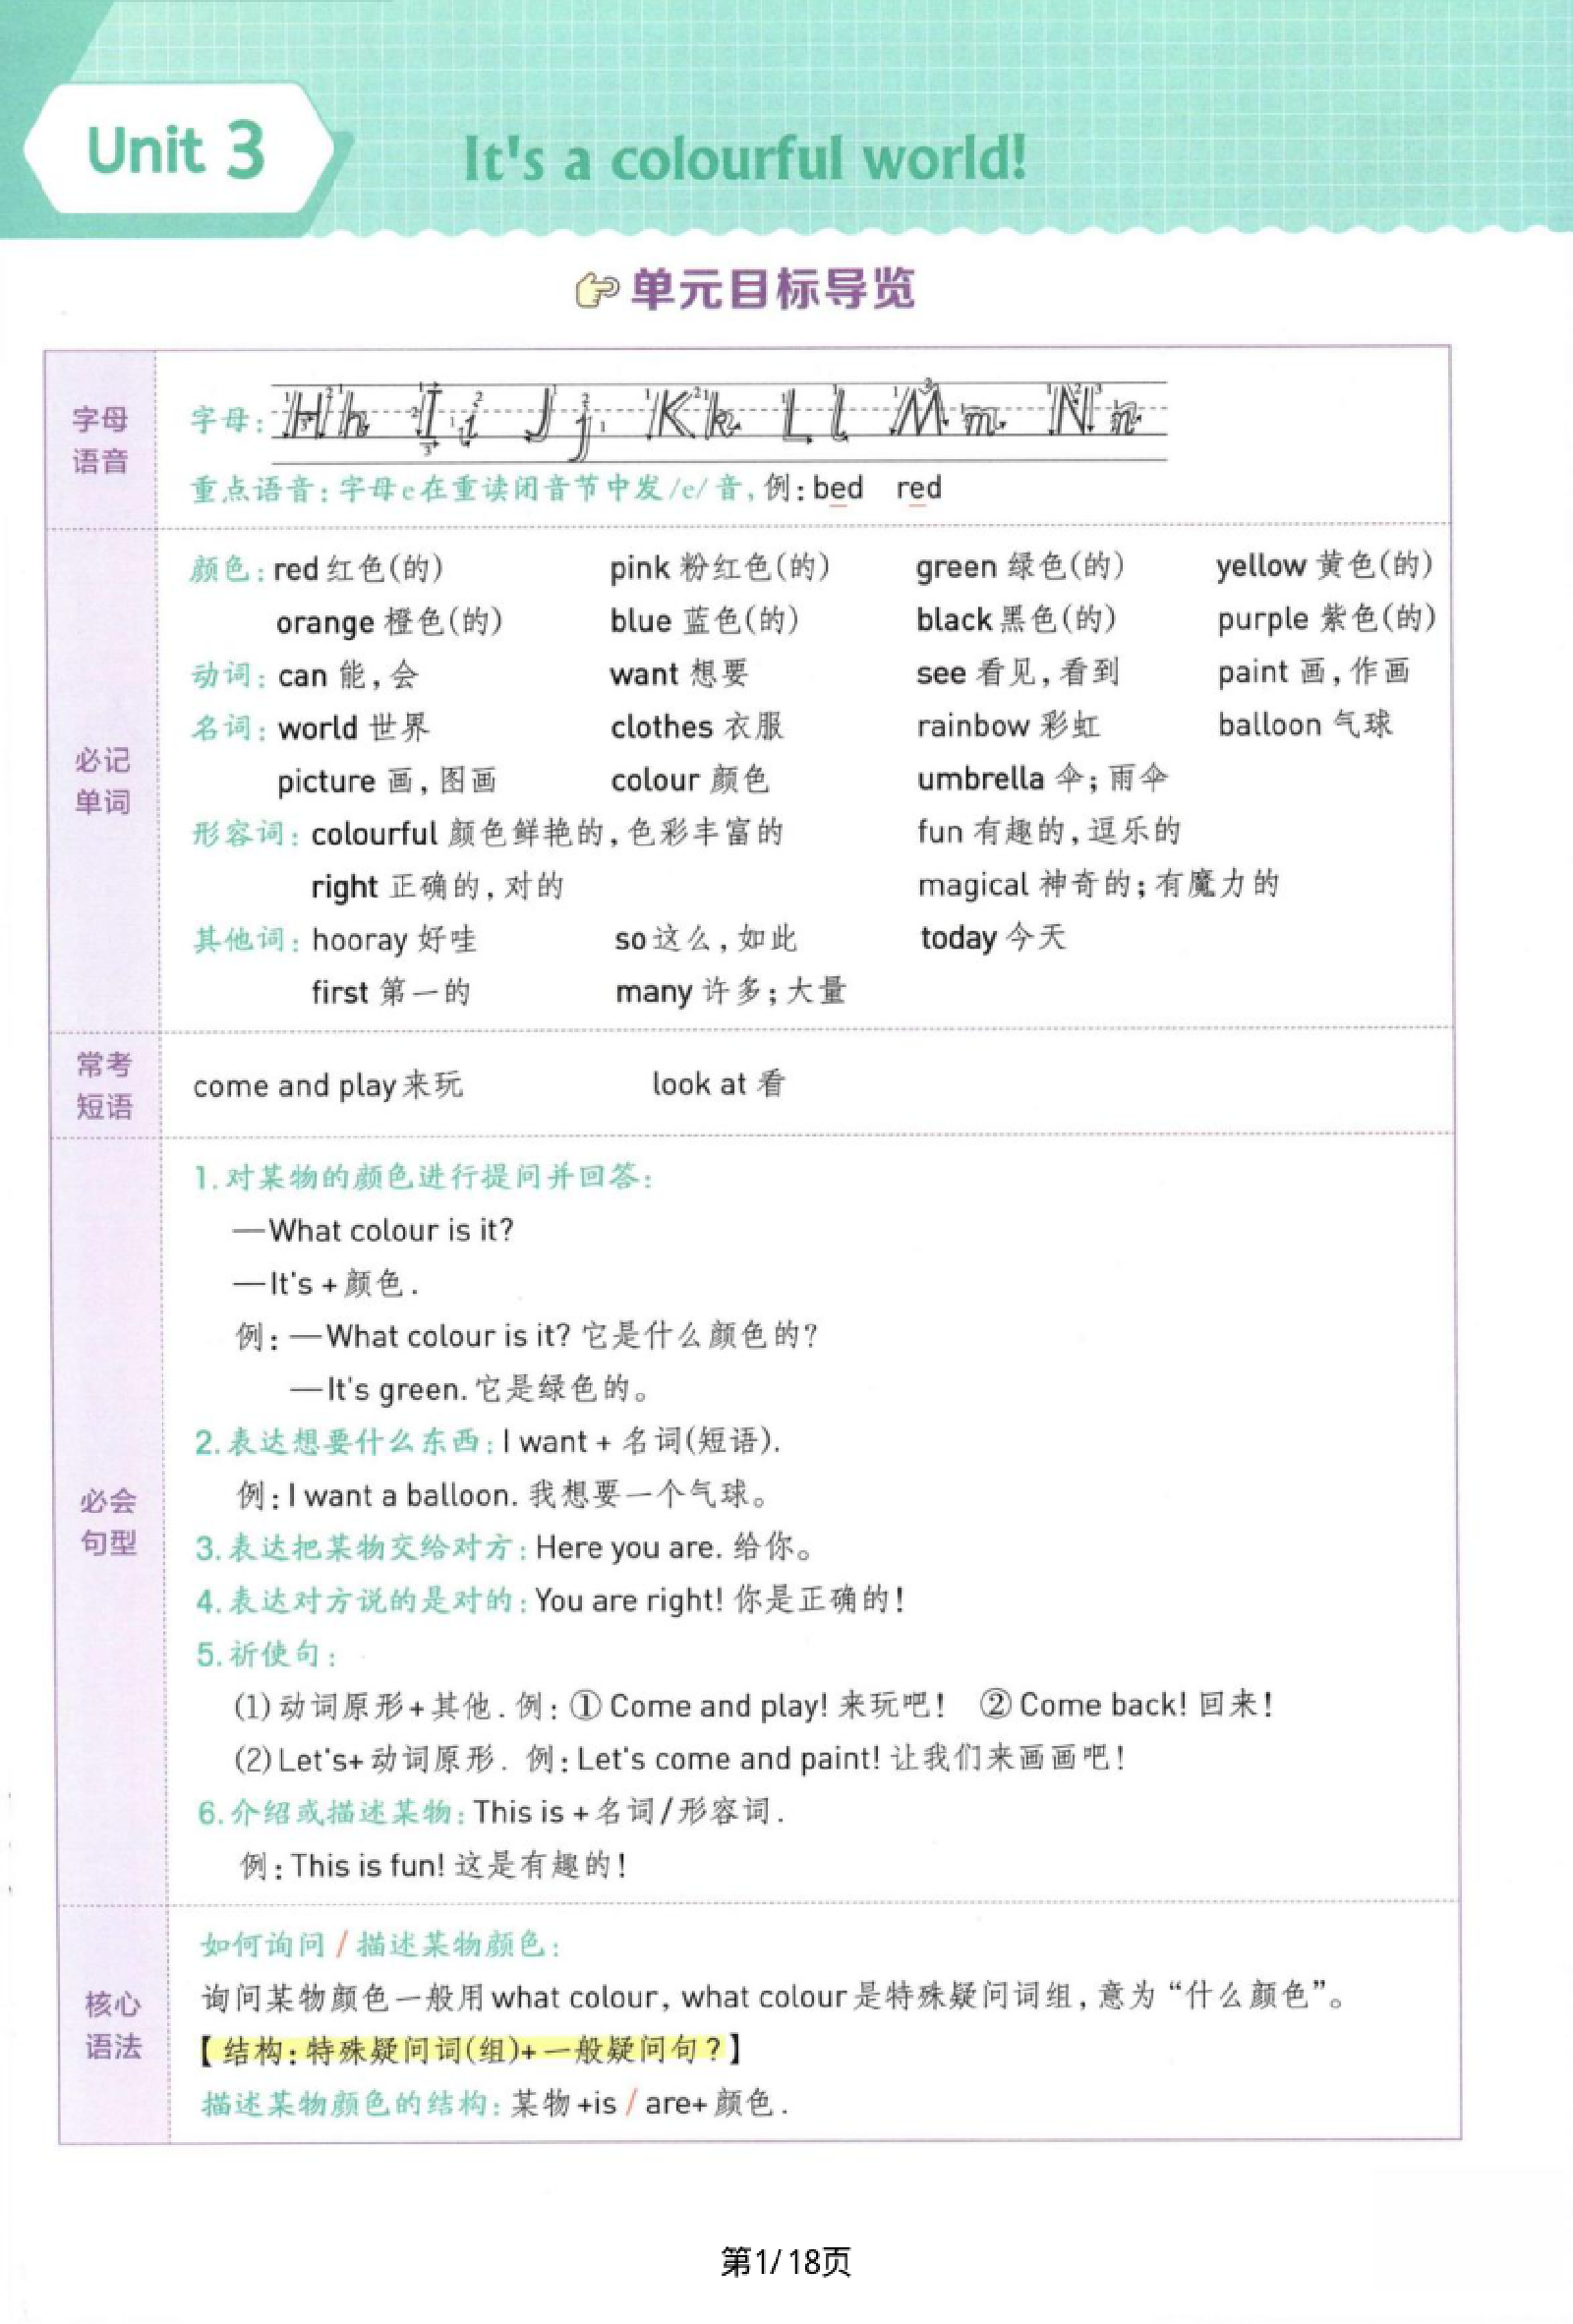 Unit 3
It's a colourful world!
单元目标导览
字母
语音
字母: Hh Ii Jj Kk Ll Mm Nn
重点语音:字母e在重读闭音节中发/e/音,例:bed red
必记
单词
颜色:red 红色(的) pink 粉红色(的) green 绿色(的) yellow 黄色(的)
orange 橙色(的) blue 蓝色(的) black 黑色(的) purple 紫色(的)
动词:can 能,会 want 想要 see 看见,看到 paint 画,作画
名词:world 世界 clothes 衣服 rainbow 彩虹 balloon 气球
picture 画,图画 colour 颜色 umbrella 伞;雨伞
形容词:colourful 颜色鲜艳的,色彩丰富的 fun 有趣的,逗乐的
right 正确的,对的 magical 神奇的;有魔力的
其他词:hooray 好哇 so 这么,如此 today 今天
first 第一的 many 许多;大量
常考
短语
come and play 来玩 look at 看
必会
句型
1.对某物的颜色进行提问并回答:
—What colour is it?
—It's +颜色.
例:—What colour is it? 它是什么颜色的?
—It's green. 它是绿色的。
2.表达想要什么东西:I want + 名词(短语).
例:I want a balloon. 我想要一个气球。
3.表达把某物交给对方:Here you are. 给你。
4.表达对方说的是对的:You are right! 你是正确的!
5.祈使句:
(1)动词原形+其他.例:① Come and play! 来玩吧! ② Come back! 回来!
(2)Let's+动词原形. 例:Let's come and paint! 让我们来画画吧!
6.介绍或描述某物:This is +名词/形容词.
例:This is fun! 这是有趣的!
核心
语法
如何询问/描述某物颜色:
询问某物颜色一般用what colour, what colour是特殊疑问词组,意为“什么颜色”。
【结构:特殊疑问词(组)+一般疑问句?】
描述某物颜色的结构:某物+is/are+颜色.
第1/18页